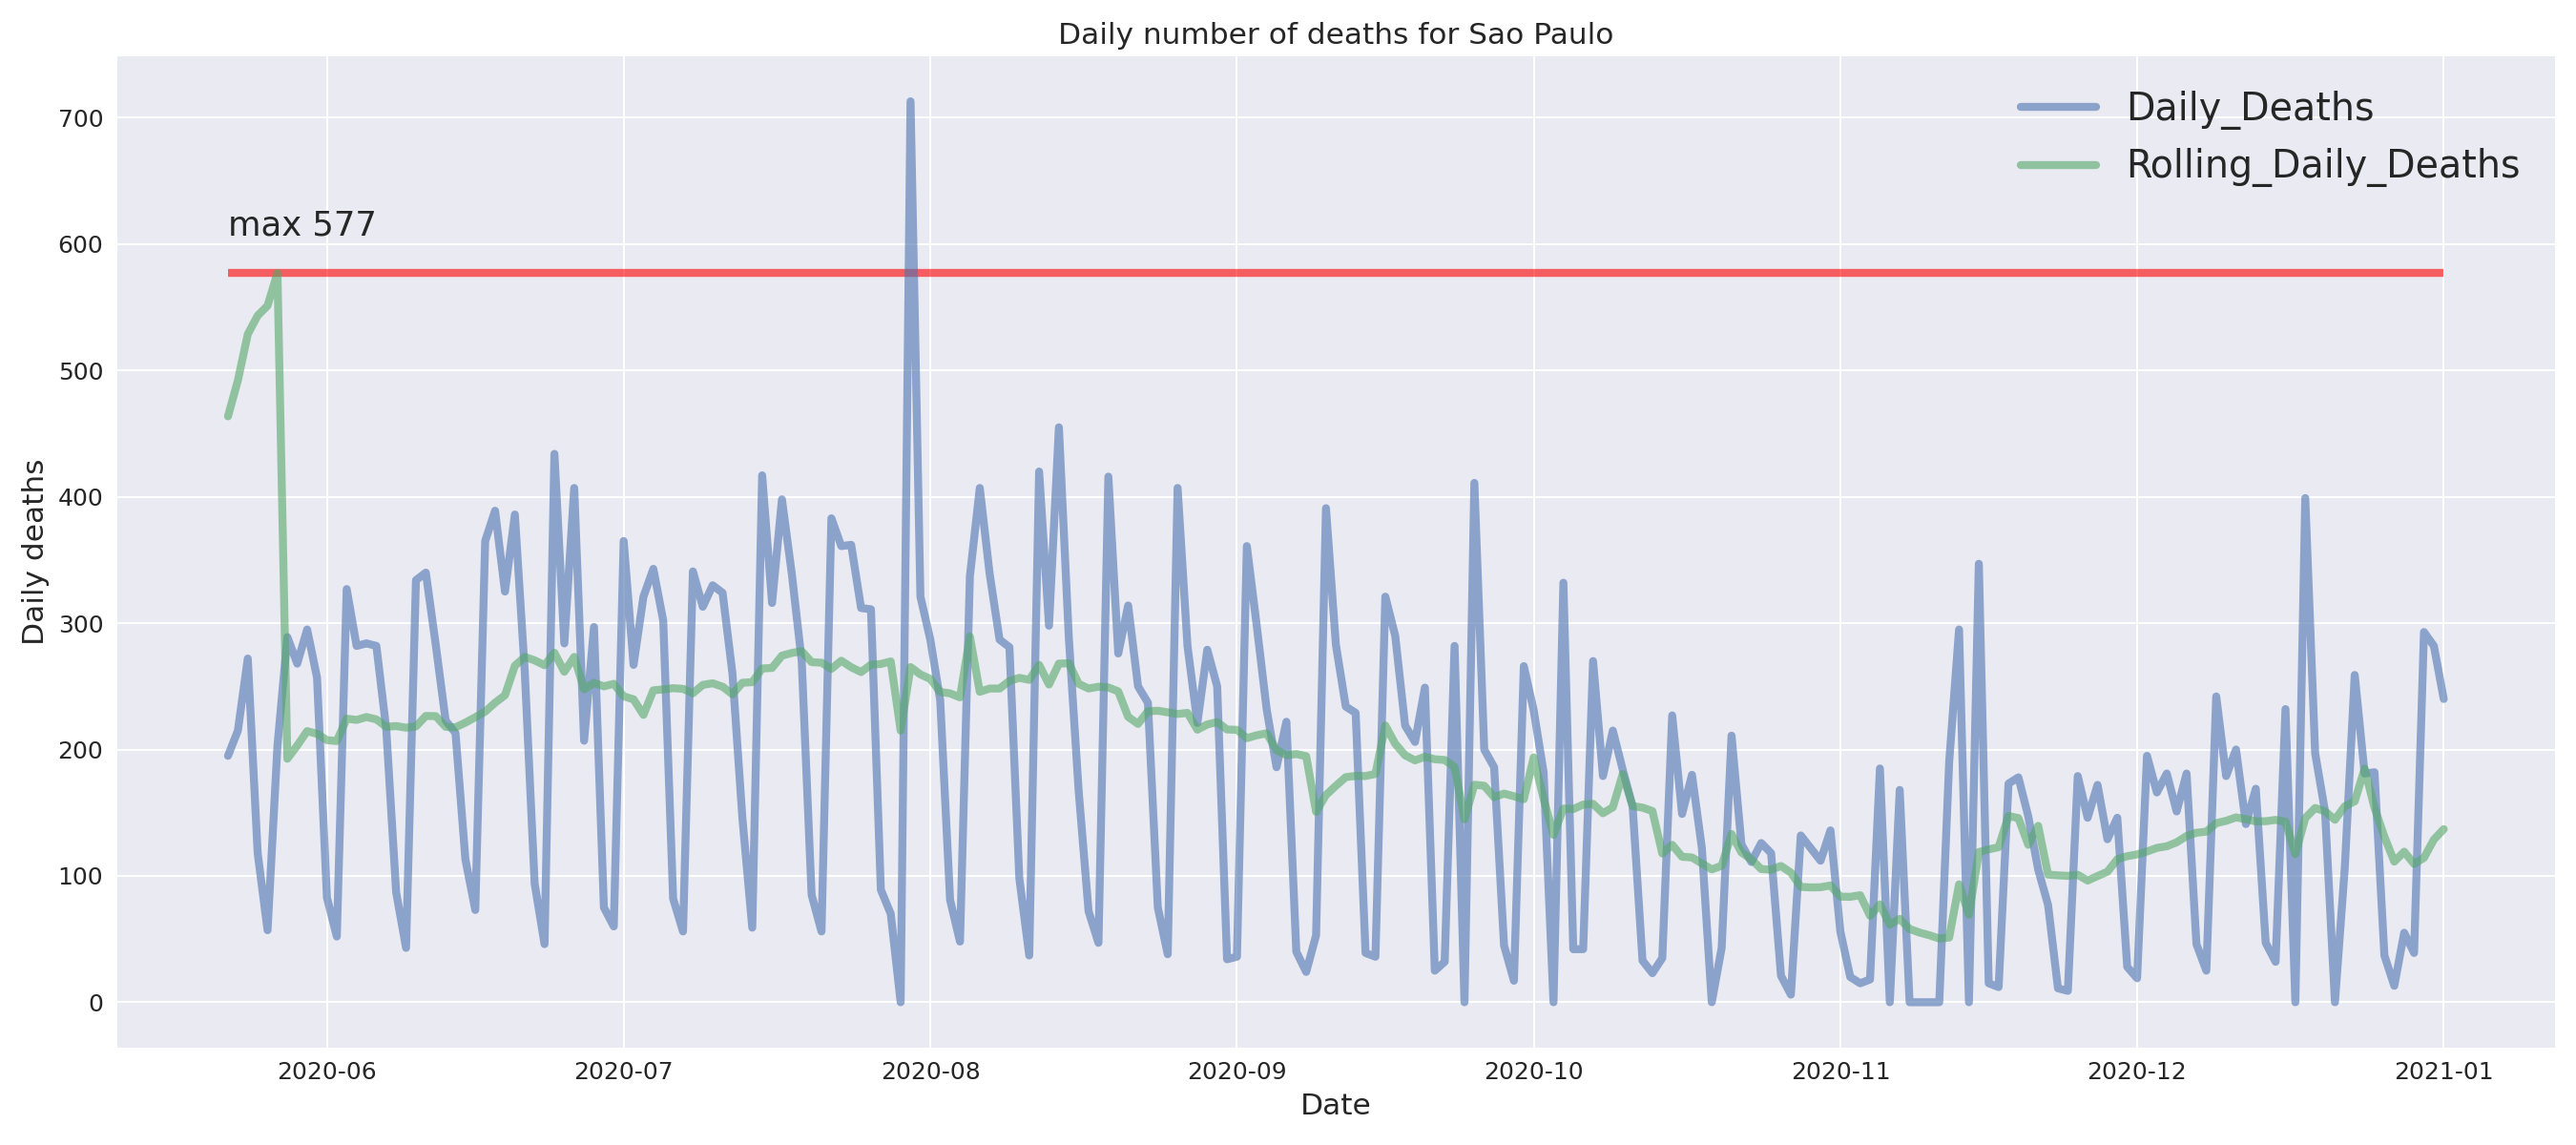 Daily number of deaths for Sao Paulo
700
600
500
400
300
200
100
0
Daily deaths
max 577
Daily_Deaths
Rolling_Daily_Deaths
2020-06 2020-07 2020-08 2020-09 2020-10 2020-11 2020-12 2021-01
Date